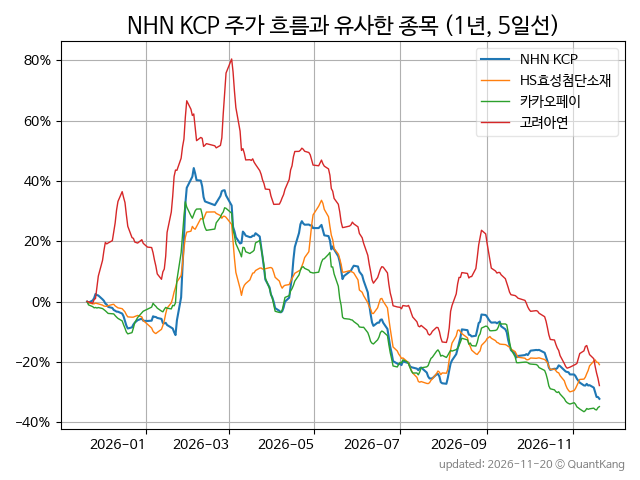 NHN KCP 주가 흐름과 유사한 종목 (1년, 5일선)
NHN KCP
HS효성첨단소재
카카오페이
고려아연
80%
60%
40%
20%
0%
−20%
−40%
2026-01 2026-03 2026-05 2026-07 2026-09 2026-11
updated: 2026-11-20 © QuantKang